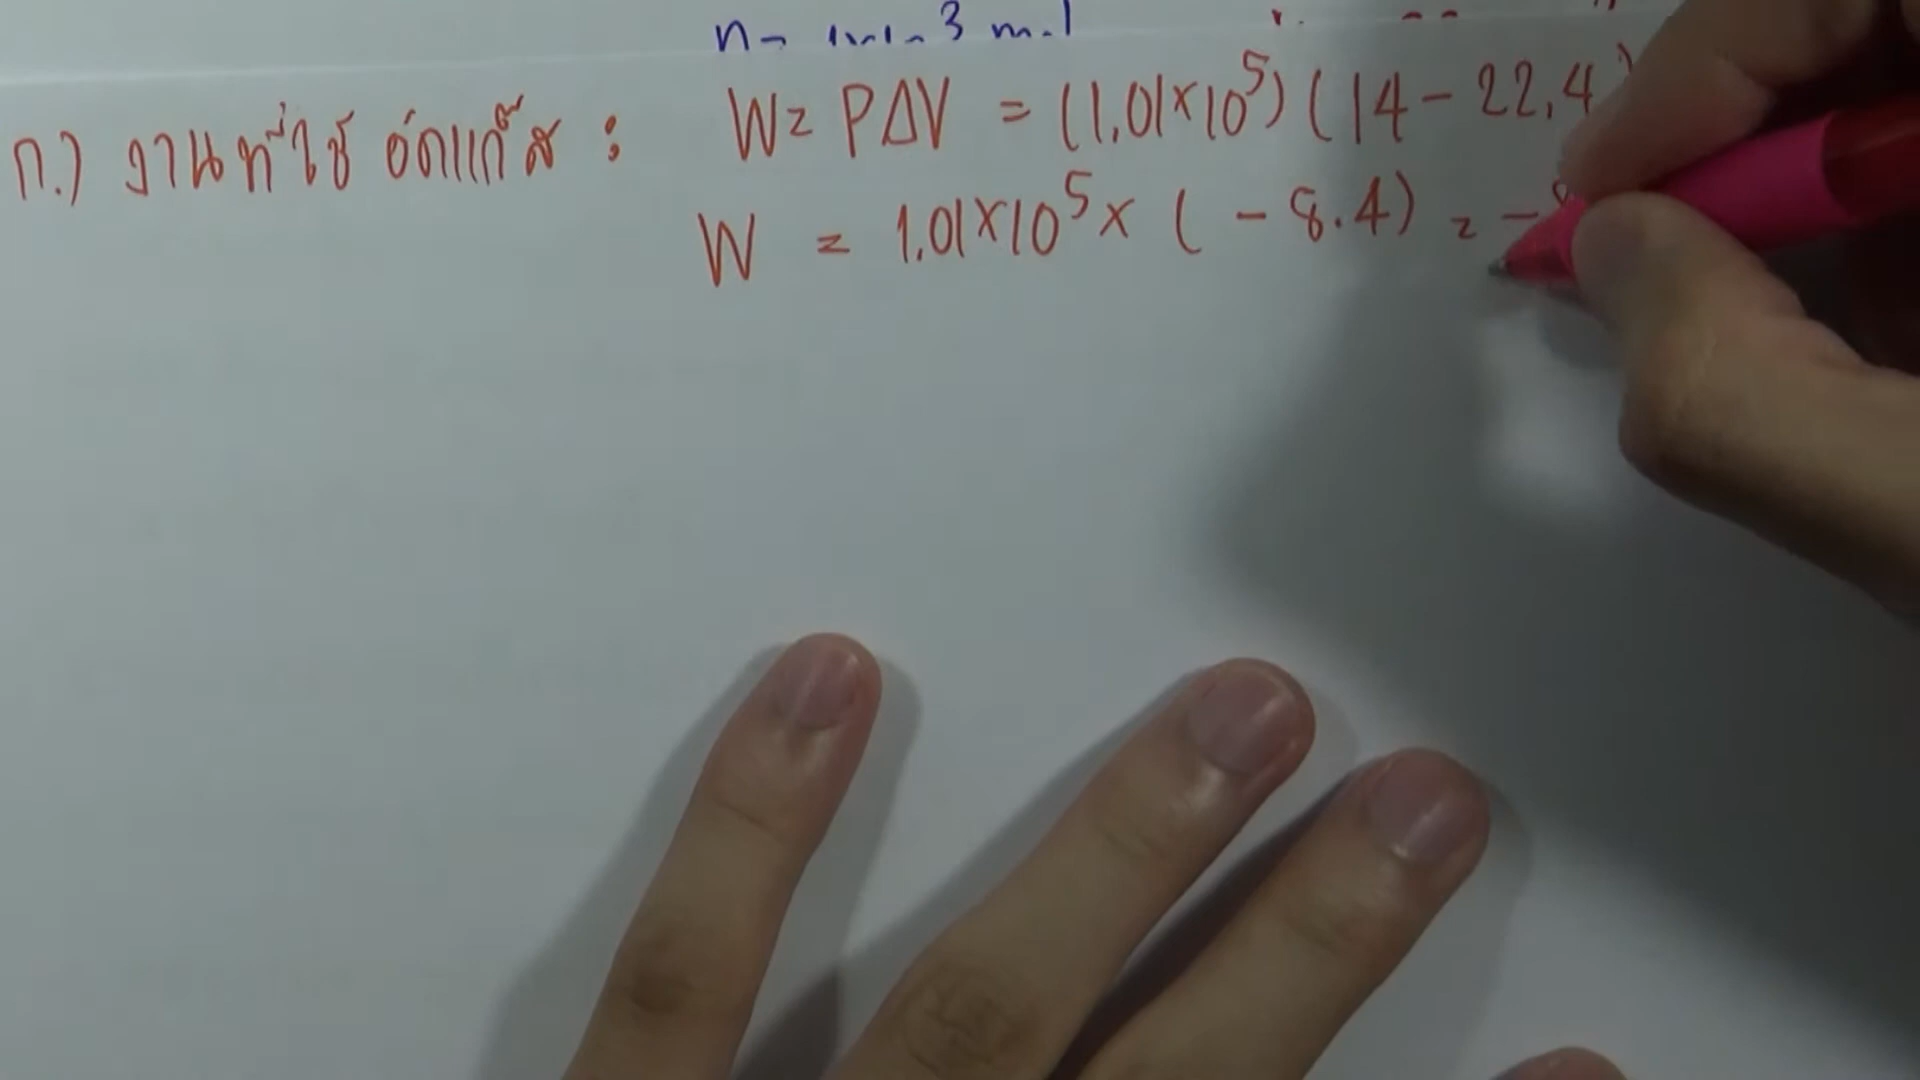 ก.) งานที่ใช้ อัดแก๊ส : W = PΔV = (1.01×10⁵) (14 - 22.4)
W = 1.01×10⁵ × ( - 8.4) = -8